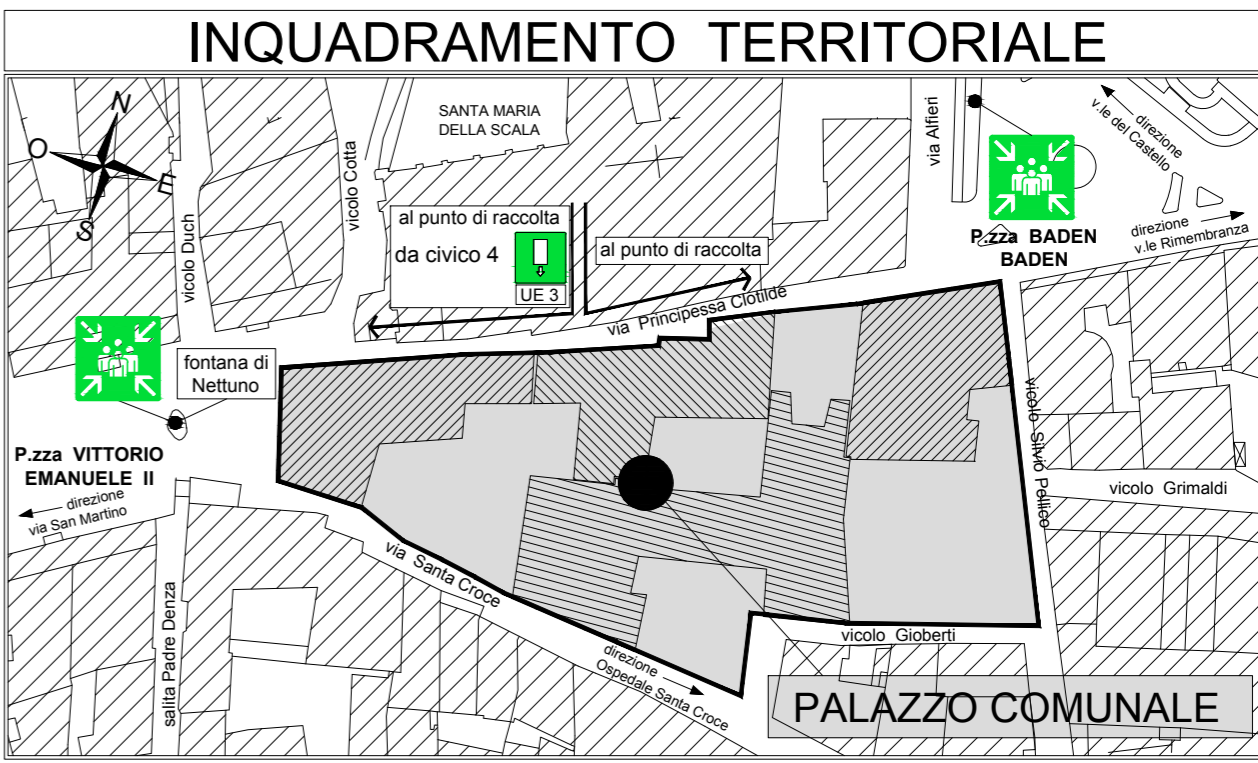 INQUADRAMENTO TERRITORIALE
N
O
E
S
vicolo Duch
vicolo Cotta
SANTA MARIA
DELLA SCALA
via Alfieri
direzione
v.le del Castello
al punto di raccolta
da civico 4
UE 3
al punto di raccolta
P.zza BADEN
BADEN
direzione
v.le Rimembranza
via Principessa Clotilde
fontana di
Nettuno
P.zza VITTORIO
EMANUELE II
direzione
via San Martino
salita Padre Denza
via Santa Croce
vicolo Silvio Pellico
vicolo Grimaldi
vicolo Gioberti
direzione
Ospedale Santa Croce
PALAZZO COMUNALE